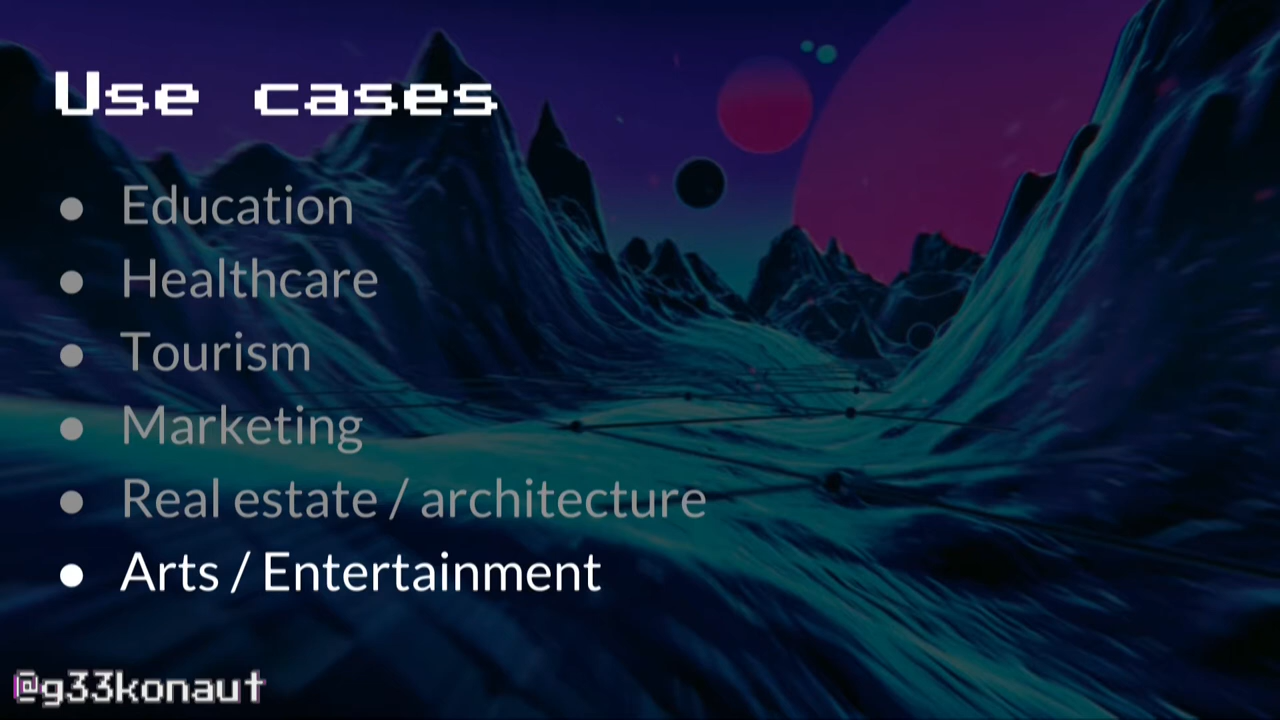 Use cases
● Education
● Healthcare
● Tourism
● Marketing
● Real estate / architecture
● Arts / Entertainment
@g33konaut